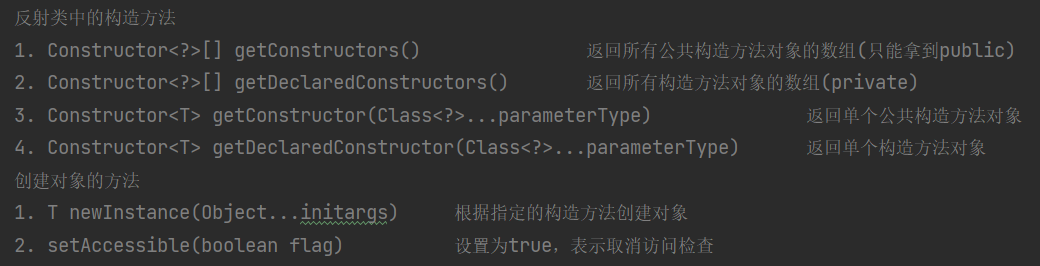 反射类中的构造方法
1. Constructor<?>[] getConstructors() 返回所有公共构造方法对象的数组(只能拿到public)
2. Constructor<?>[] getDeclaredConstructors() 返回所有构造方法对象的数组(private)
3. Constructor<T> getConstructor(Class<?>...parameterType) 返回单个公共构造方法对象
4. Constructor<T> getDeclaredConstructor(Class<?>...parameterType) 返回单个构造方法对象
创建对象的方法
1. T newInstance(Object...initargs) 根据指定的构造方法创建对象
2. setAccessible(boolean flag) 设置为true，表示取消访问检查